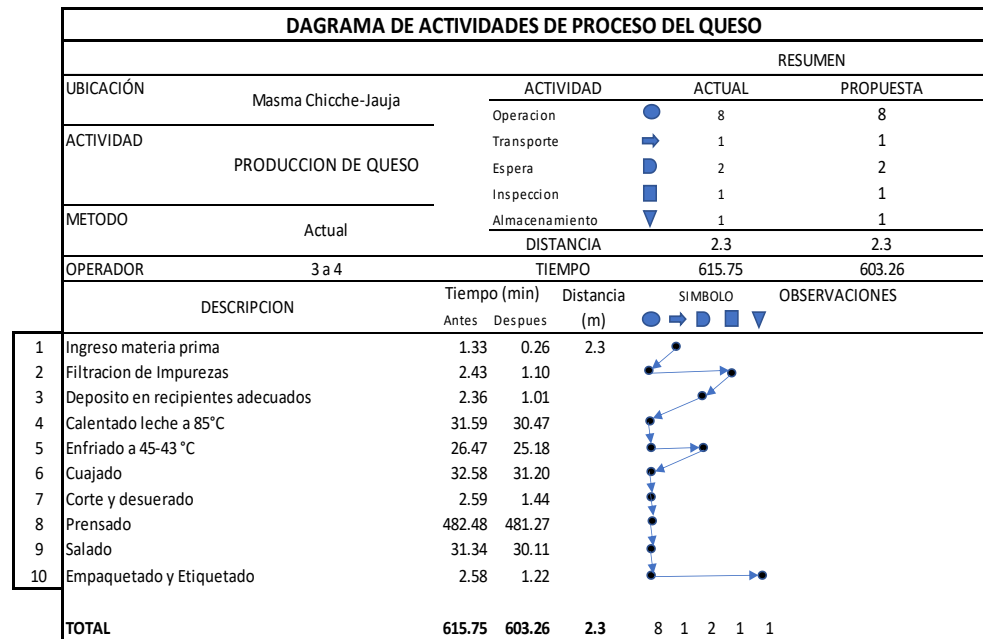 DAGRAMA DE ACTIVIDADES DE PROCESO DEL QUESO
RESUMEN
UBICACIÓN Masma Chicche-Jauja ACTIVIDAD ACTUAL PROPUESTA
Operacion 8 8
ACTIVIDAD PRODUCCION DE QUESO Transporte 1 1
Espera 2 2
Inspeccion 1 1
METODO Actual Almacenamiento 1 1
DISTANCIA 2.3 2.3
OPERADOR 3 a 4 TIEMPO 615.75 603.26
DESCRIPCION Tiempo (min) Distancia SIMBOLO OBSERVACIONES
Antes Despues (m)
1 Ingreso materia prima 1.33 0.26 2.3
2 Filtracion de Impurezas 2.43 1.10
3 Deposito en recipientes adecuados 2.36 1.01
4 Calentado leche a 85°C 31.59 30.47
5 Enfriado a 45-43 °C 26.47 25.18
6 Cuajado 32.58 31.20
7 Corte y desuerado 2.59 1.44
8 Prensado 482.48 481.27
9 Salado 31.34 30.11
10 Empaquetado y Etiquetado 2.58 1.22
TOTAL 615.75 603.26 2.3 8 1 2 1 1